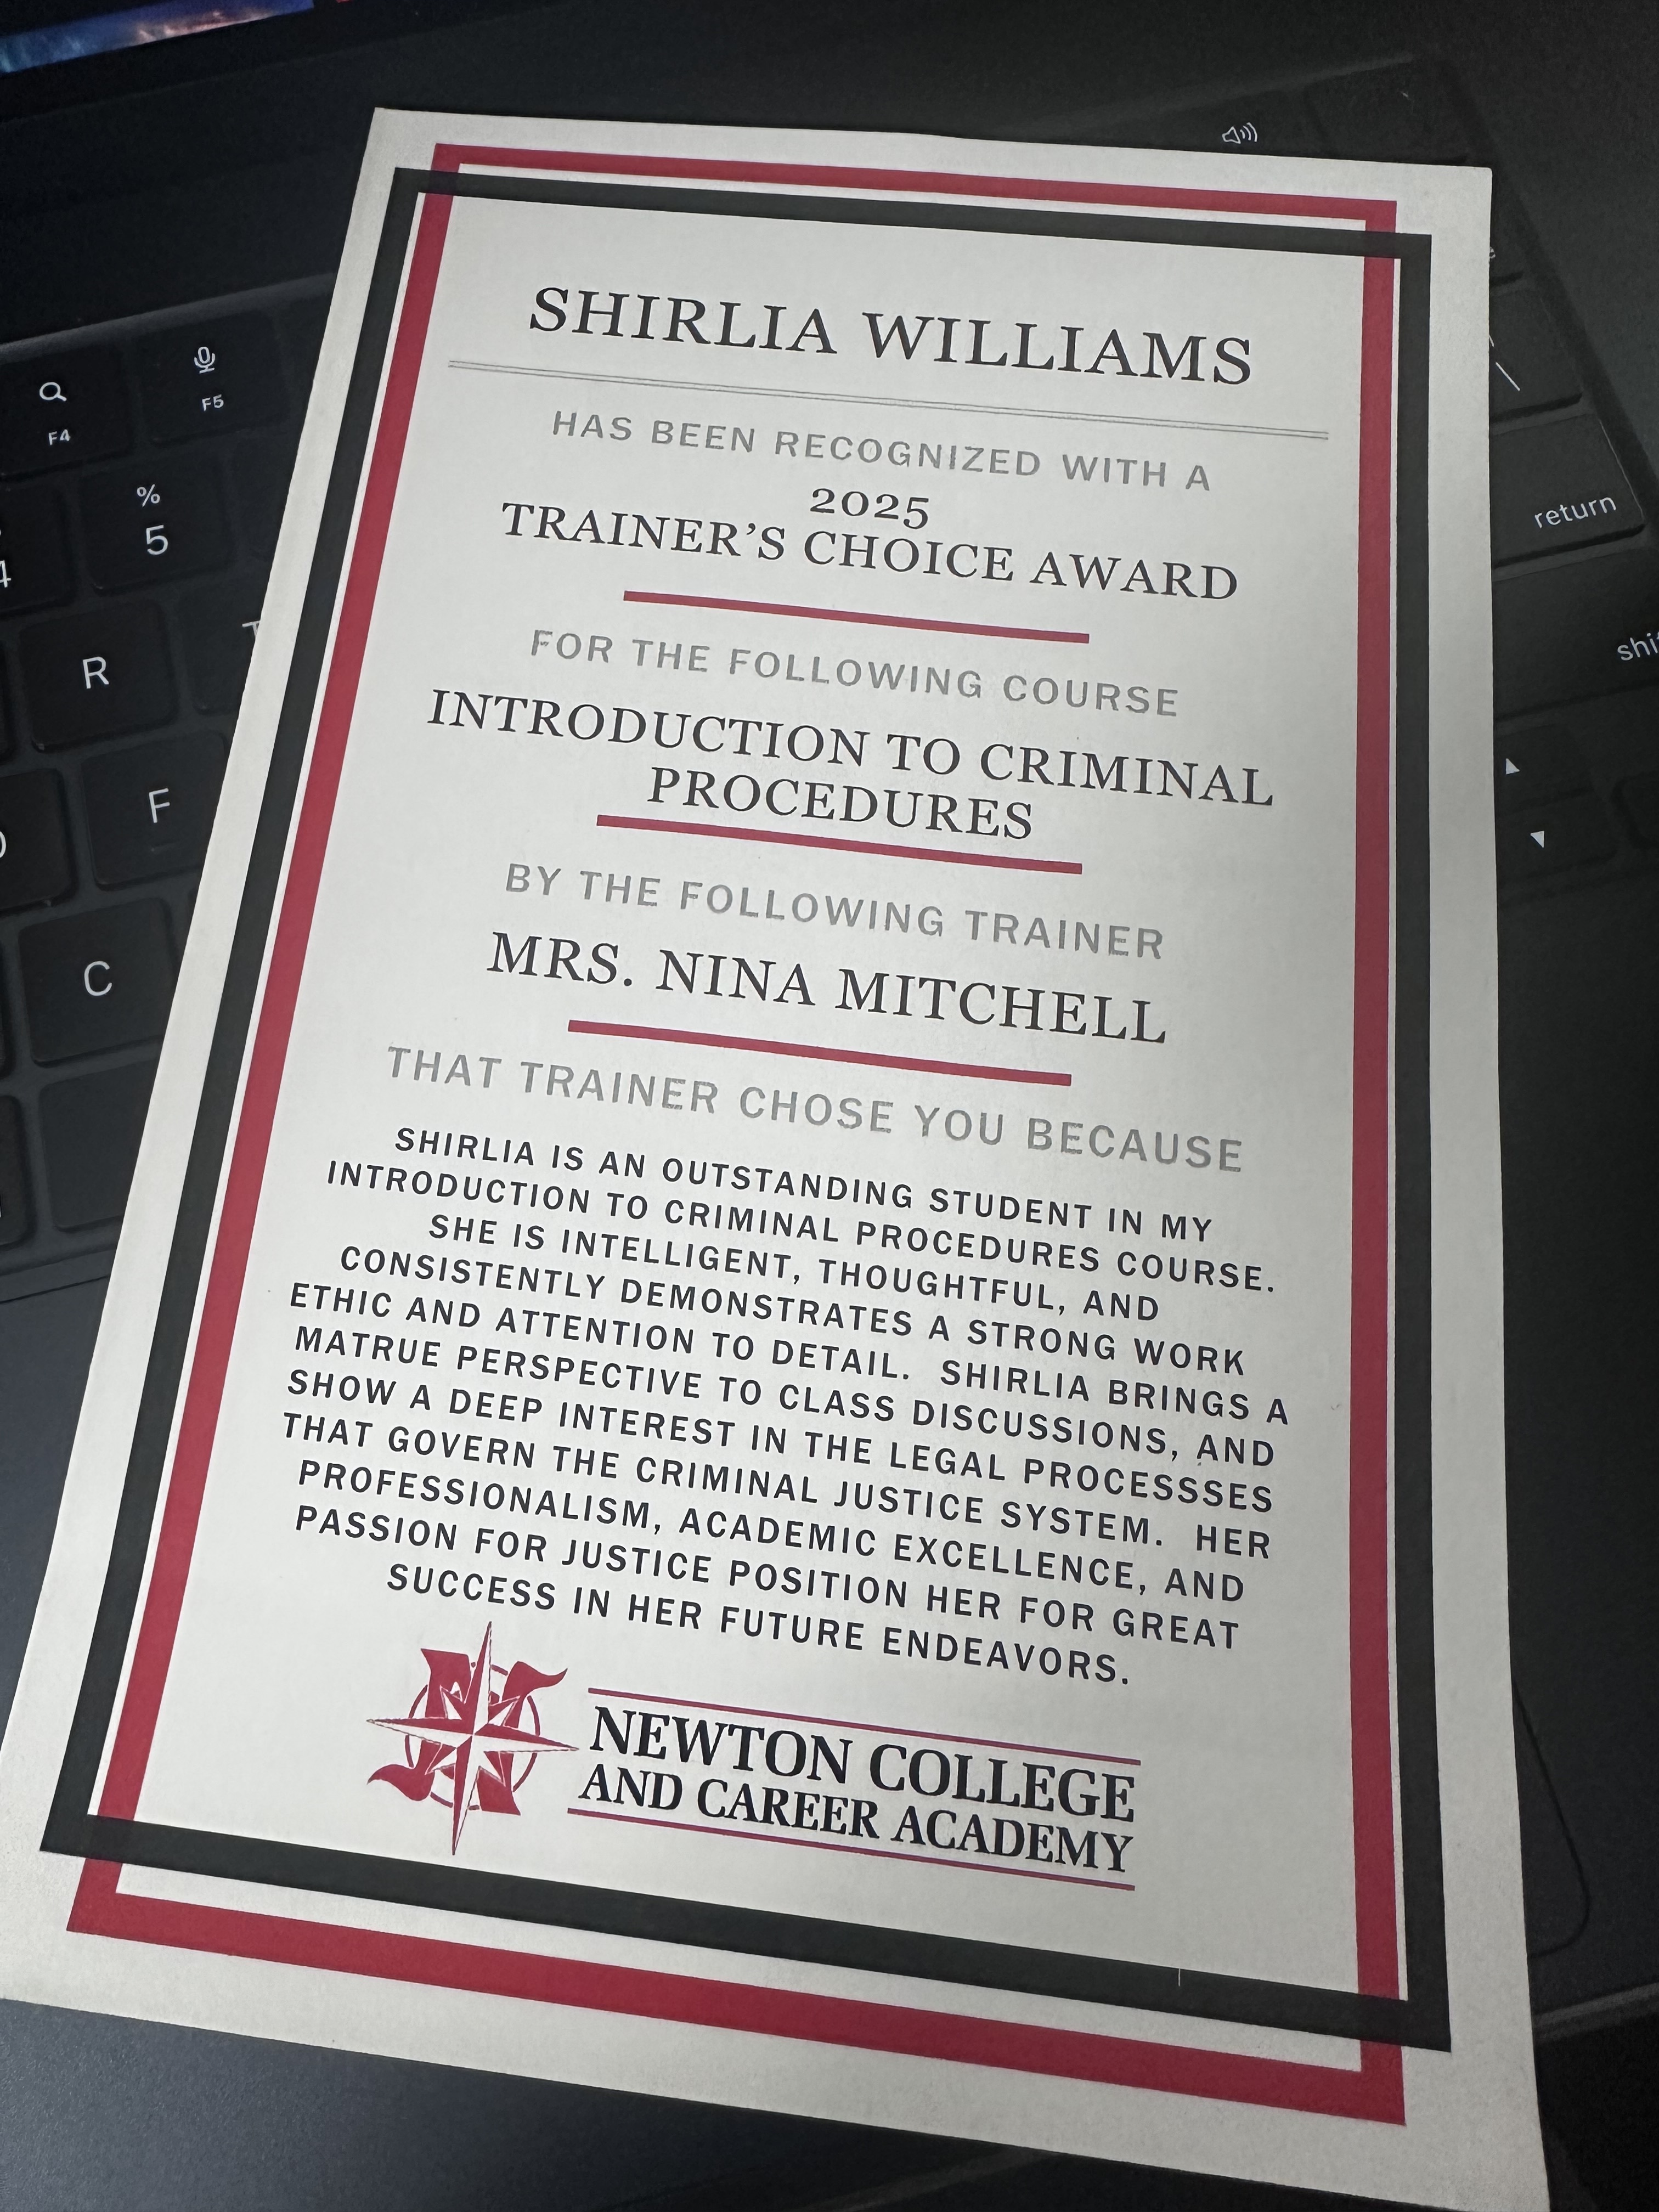 SHIRLIA WILLIAMS
HAS BEEN RECOGNIZED WITH A
2025
TRAINER'S CHOICE AWARD
FOR THE FOLLOWING COURSE
INTRODUCTION TO CRIMINAL
PROCEDURES
BY THE FOLLOWING TRAINER
MRS. NINA MITCHELL
THAT TRAINER CHOSE YOU BECAUSE
SHIRLIA IS AN OUTSTANDING STUDENT IN MY
INTRODUCTION TO CRIMINAL PROCEDURES COURSE.
SHE IS INTELLIGENT, THOUGHTFUL, AND
CONSISTENTLY DEMONSTRATES A STRONG WORK
ETHIC AND ATTENTION TO DETAIL. SHIRLIA BRINGS A
MATRUE PERSPECTIVE TO CLASS DISCUSSIONS, AND
SHOW A DEEP INTEREST IN THE LEGAL PROCESSSES
THAT GOVERN THE CRIMINAL JUSTICE SYSTEM. HER
PROFESSIONALISM, ACADEMIC EXCELLENCE, AND
PASSION FOR JUSTICE POSITION HER FOR GREAT
SUCCESS IN HER FUTURE ENDEAVORS.
NEWTON COLLEGE
AND CAREER ACADEMY
F4
F5
%
5
R
F
C
\
return